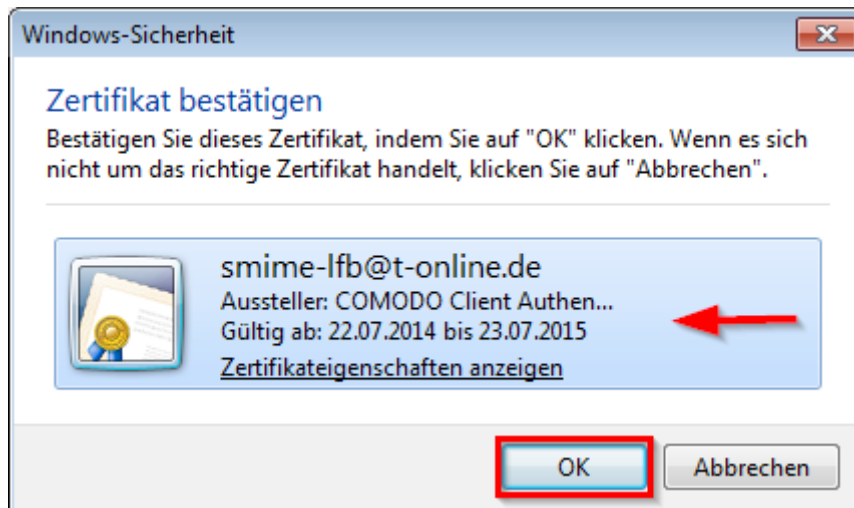 Windows-Sicherheit
Zertifikat bestätigen
Bestätigen Sie dieses Zertifikat, indem Sie auf "OK" klicken. Wenn es sich
nicht um das richtige Zertifikat handelt, klicken Sie auf "Abbrechen".
smime-lfb@t-online.de
Aussteller: COMODO Client Authen...
Gültig ab: 22.07.2014 bis 23.07.2015
Zertifikateigenschaften anzeigen
OK Abbrechen